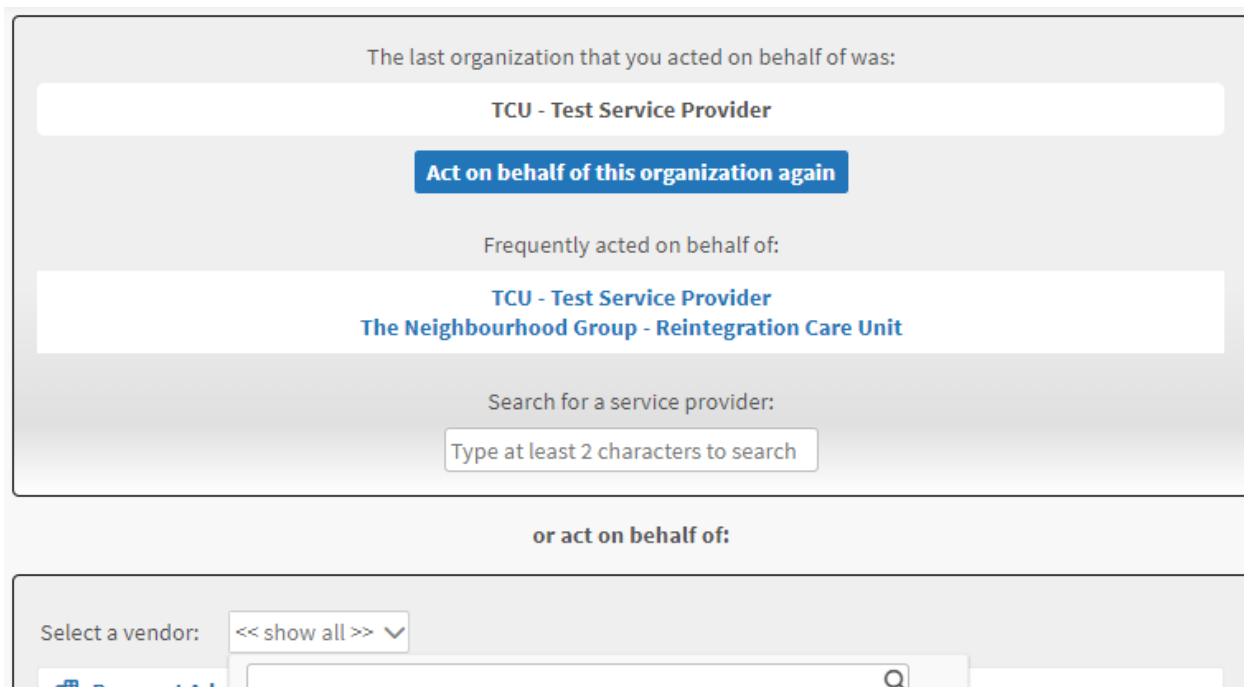 The last organization that you acted on behalf of was:
TCU - Test Service Provider
Act on behalf of this organization again
Frequently acted on behalf of:
TCU - Test Service Provider
The Neighbourhood Group - Reintegration Care Unit
Search for a service provider:
Type at least 2 characters to search
or act on behalf of:
Select a vendor: << show all >>